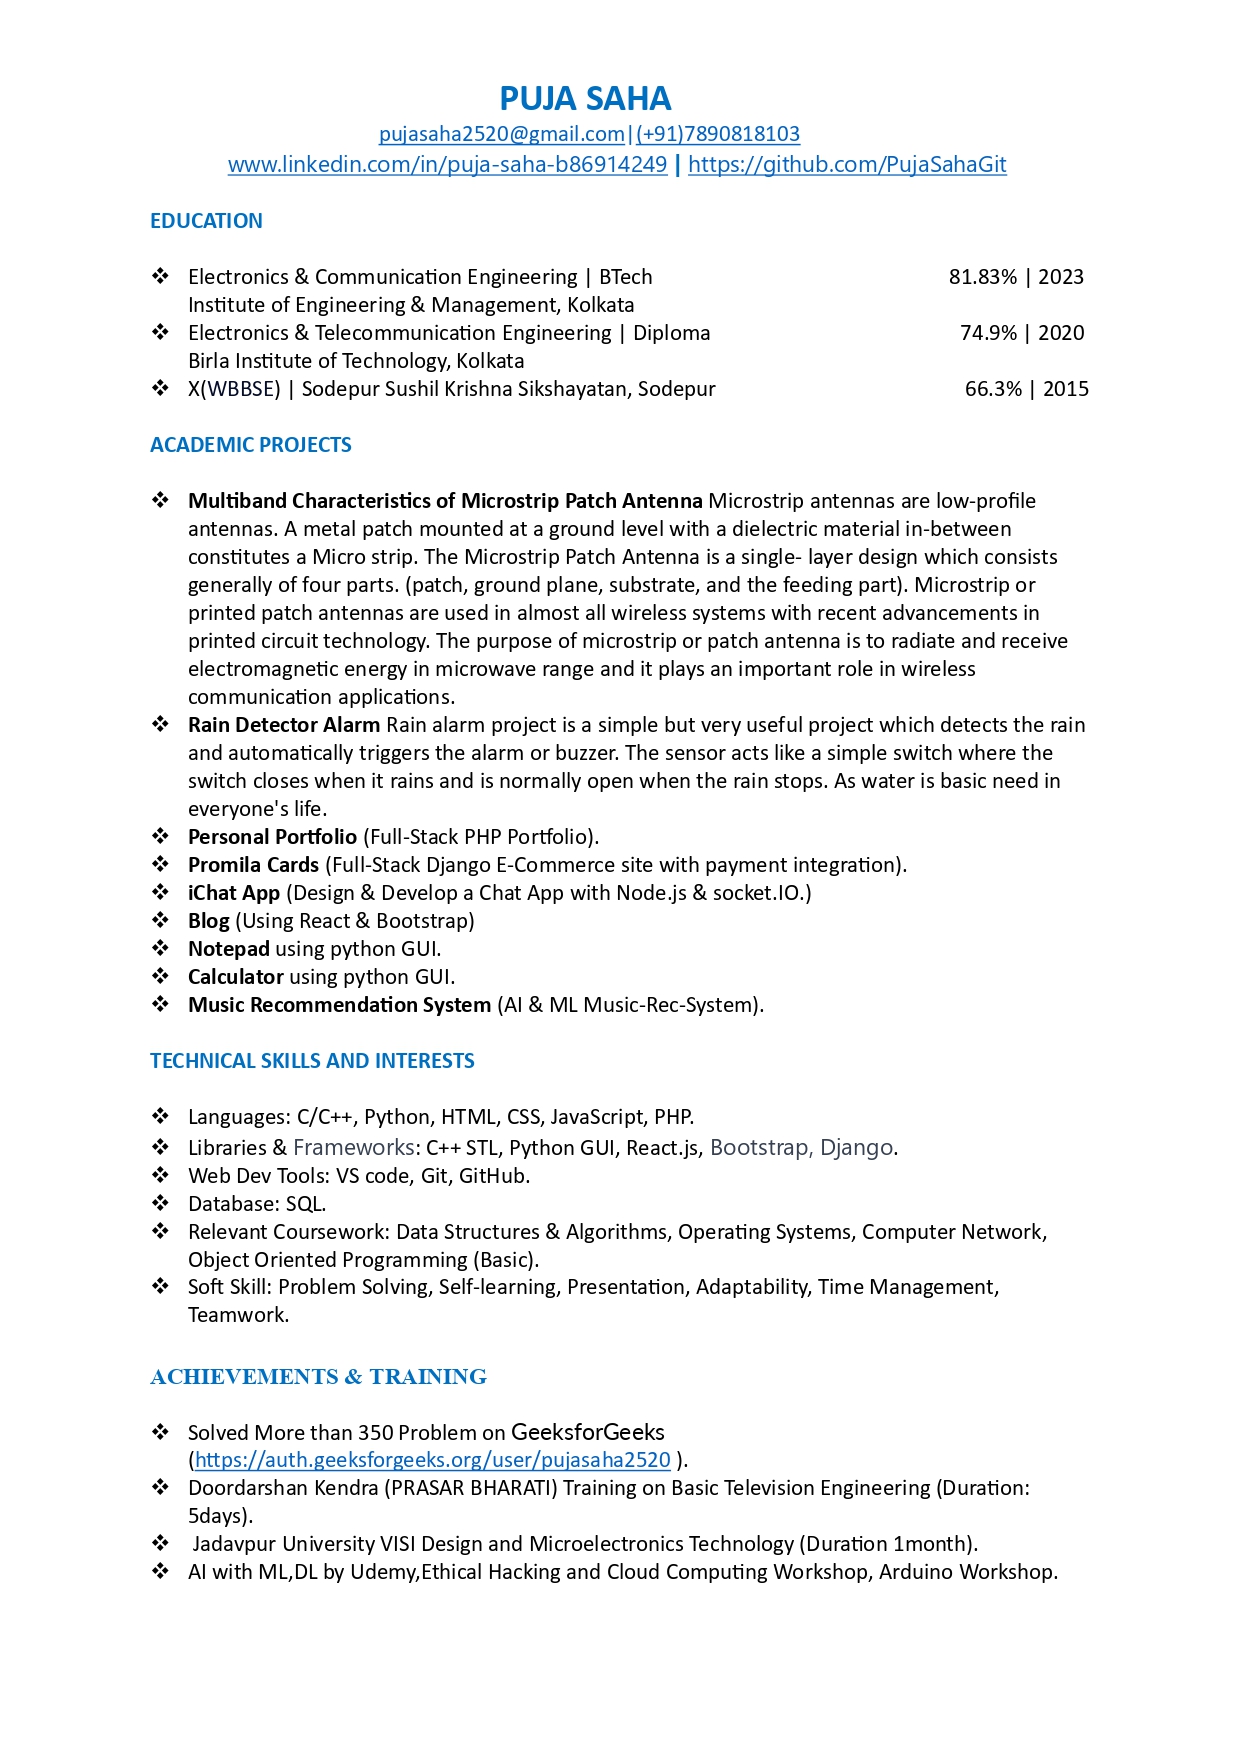 PUJA SAHA
pujasaha2520@gmail.com|(+91)7890818103
www.linkedin.com/in/puja-saha-b86914249 | https://github.com/PujaSahaGit
EDUCATION
❖ Electronics & Communication Engineering | BTech 81.83% | 2023
Institute of Engineering & Management, Kolkata
❖ Electronics & Telecommunication Engineering | Diploma 74.9% | 2020
Birla Institute of Technology, Kolkata
❖ X(WBBSE) | Sodepur Sushil Krishna Sikshayatan, Sodepur 66.3% | 2015
ACADEMIC PROJECTS
❖ Multiband Characteristics of Microstrip Patch Antenna Microstrip antennas are low-profile
antennas. A metal patch mounted at a ground level with a dielectric material in-between
constitutes a Micro strip. The Microstrip Patch Antenna is a single- layer design which consists
generally of four parts. (patch, ground plane, substrate, and the feeding part). Microstrip or
printed patch antennas are used in almost all wireless systems with recent advancements in
printed circuit technology. The purpose of microstrip or patch antenna is to radiate and receive
electromagnetic energy in microwave range and it plays an important role in wireless
communication applications.
❖ Rain Detector Alarm Rain alarm project is a simple but very useful project which detects the rain
and automatically triggers the alarm or buzzer. The sensor acts like a simple switch where the
switch closes when it rains and is normally open when the rain stops. As water is basic need in
everyone's life.
❖ Personal Portfolio (Full-Stack PHP Portfolio).
❖ Promila Cards (Full-Stack Django E-Commerce site with payment integration).
❖ iChat App (Design & Develop a Chat App with Node.js & socket.IO.)
❖ Blog (Using React & Bootstrap)
❖ Notepad using python GUI.
❖ Calculator using python GUI.
❖ Music Recommendation System (AI & ML Music-Rec-System).
TECHNICAL SKILLS AND INTERESTS
❖ Languages: C/C++, Python, HTML, CSS, JavaScript, PHP.
❖ Libraries & Frameworks: C++ STL, Python GUI, React.js, Bootstrap, Django.
❖ Web Dev Tools: VS code, Git, GitHub.
❖ Database: SQL.
❖ Relevant Coursework: Data Structures & Algorithms, Operating Systems, Computer Network,
Object Oriented Programming (Basic).
❖ Soft Skill: Problem Solving, Self-learning, Presentation, Adaptability, Time Management,
Teamwork.
ACHIEVEMENTS & TRAINING
❖ Solved More than 350 Problem on GeeksforGeeks
(https://auth.geeksforgeeks.org/user/pujasaha2520 ).
❖ Doordarshan Kendra (PRASAR BHARATI) Training on Basic Television Engineering (Duration:
5days).
❖ Jadavpur University VISI Design and Microelectronics Technology (Duration 1month).
❖ AI with ML,DL by Udemy,Ethical Hacking and Cloud Computing Workshop, Arduino Workshop.